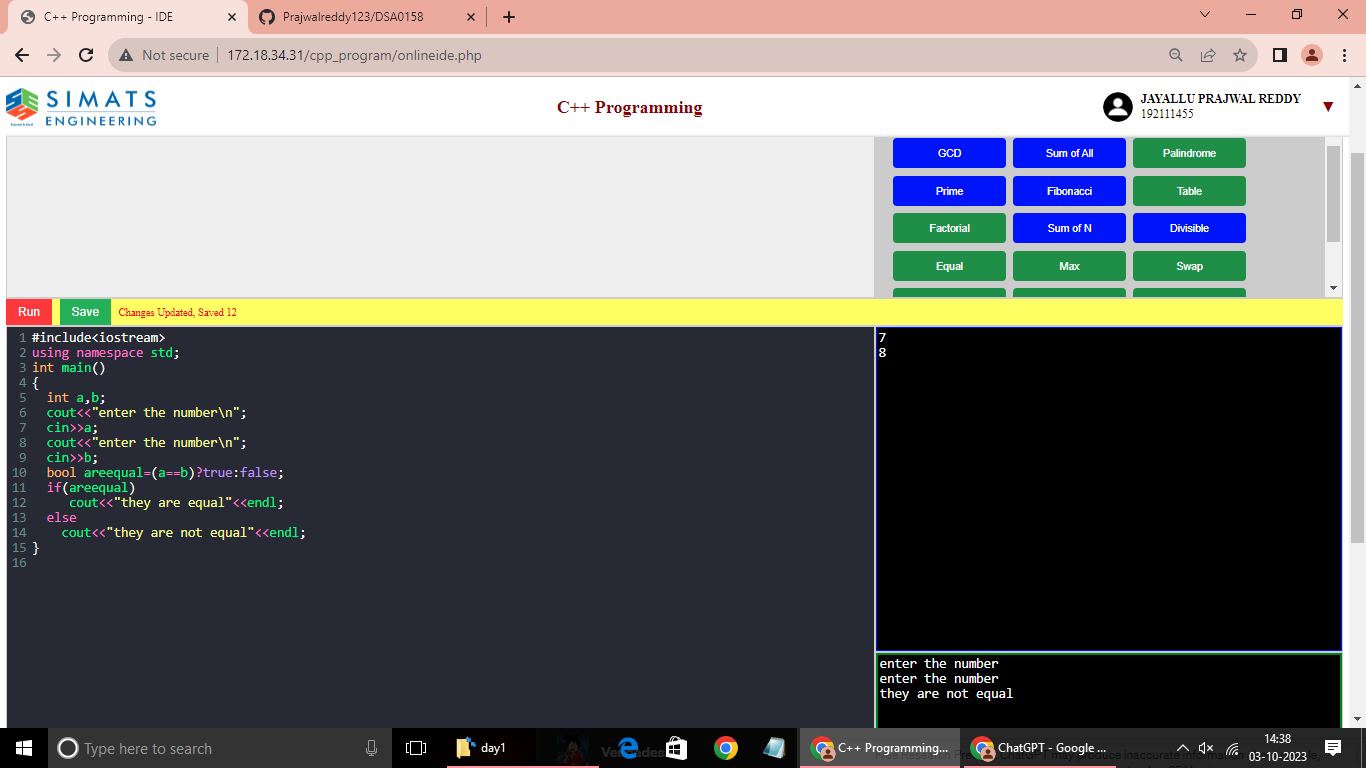 C++ Programming - IDE
Prajwalreddy123/DSA0158
Not secure
172.18.34.31/cpp_program/onlineide.php
SIMATS
ENGINEERING
C++ Programming
JAYALLU PRAJWAL REDDY
192111455
GCD
Sum of All
Palindrome
Prime
Fibonacci
Table
Factorial
Sum of N
Divisible
Equal
Max
Swap
Run
Save
Changes Updated, Saved 12
1 #include<iostream>
2 using namespace std;
3 int main()
4 {
5   int a,b;
6   cout<<"enter the number\n";
7   cin>>a;
8   cout<<"enter the number\n";
9   cin>>b;
10   bool areequal=(a==b)?true:false;
11   if(areequal)
12      cout<<"they are equal"<<endl;
13   else
14     cout<<"they are not equal"<<endl;
15 }
16
7
8
enter the number
enter the number
they are not equal
Type here to search
day1
C++ Programming...
ChatGPT - Google ...
14:38
03-10-2023